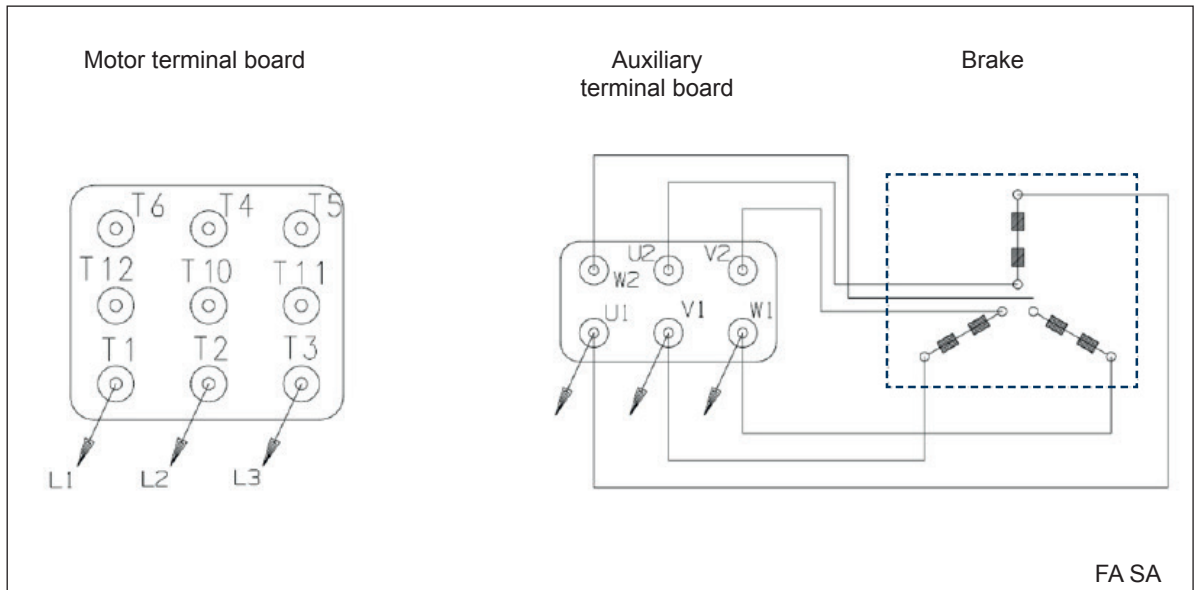 Motor terminal board
Auxiliary
terminal board
Brake
T6 T4 T5
T12 T10 T11
T1 T2 T3
L1 L2 L3
U2 V2
W2
U1 V1 W1
FA SA